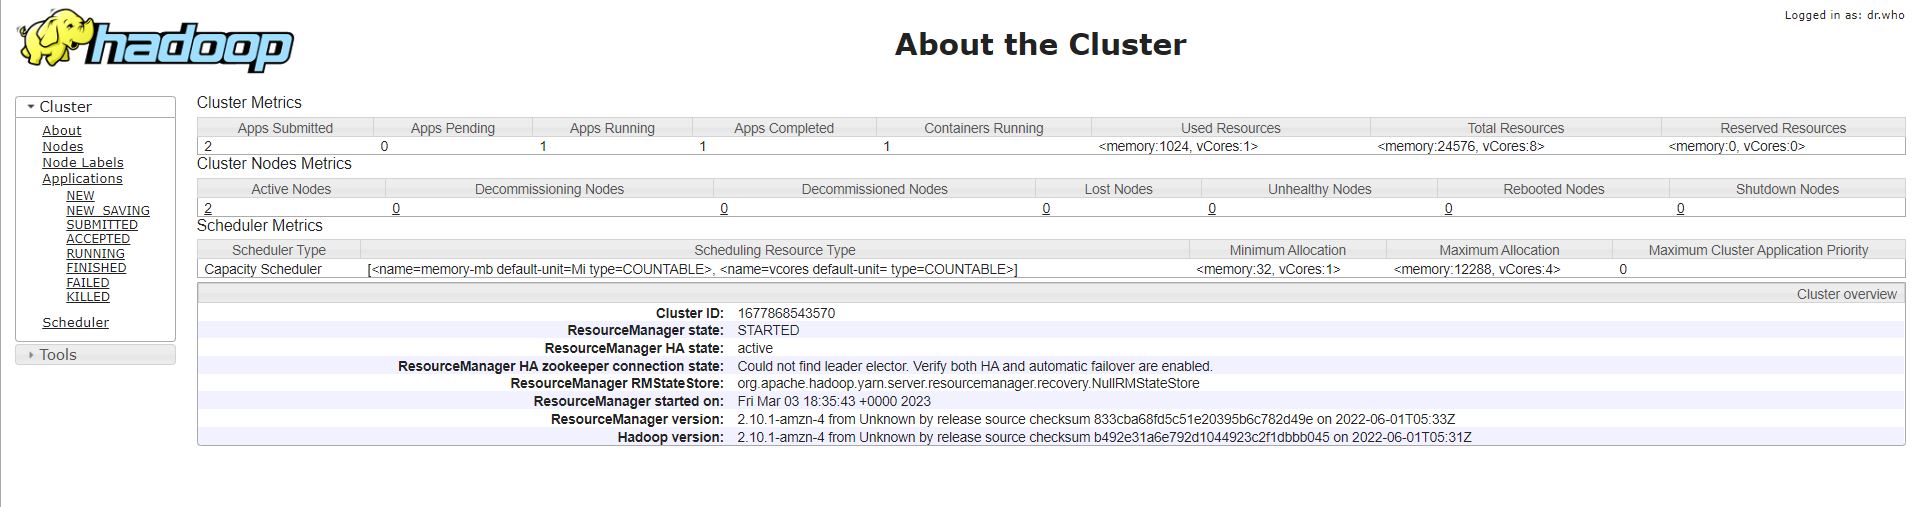 Logged in as: dr.who
hadoop
About the Cluster
Cluster
About
Nodes
Node Labels
Applications
NEW
NEW_SAVING
SUBMITTED
ACCEPTED
RUNNING
FINISHED
FAILED
KILLED
Scheduler
Tools
Cluster Metrics
Apps Submitted Apps Pending Apps Running Apps Completed Containers Running Used Resources Total Resources Reserved Resources
2 0 1 1 1 <memory:1024, vCores:1> <memory:24576, vCores:8> <memory:0, vCores:0>
Cluster Nodes Metrics
Active Nodes Decommissioning Nodes Decommissioned Nodes Lost Nodes Unhealthy Nodes Rebooted Nodes Shutdown Nodes
2 0 0 0 0 0 0
Scheduler Metrics
Scheduler Type Scheduling Resource Type Minimum Allocation Maximum Allocation Maximum Cluster Application Priority
Capacity Scheduler [<name=memory-mb default-unit=Mi type=COUNTABLE>, <name=vcores default-unit= type=COUNTABLE>] <memory:32, vCores:1> <memory:12288, vCores:4> 0
Cluster overview
Cluster ID: 1677868543570
ResourceManager state: STARTED
ResourceManager HA state: active
ResourceManager HA zookeeper connection state: Could not find leader elector. Verify both HA and automatic failover are enabled.
ResourceManager RMStateStore: org.apache.hadoop.yarn.server.resourcemanager.recovery.NullRMStateStore
ResourceManager started on: Fri Mar 03 18:35:43 +0000 2023
ResourceManager version: 2.10.1-amzn-4 from Unknown by release source checksum 833cba68fd5c51e20395b6c782d49e on 2022-06-01T05:33Z
Hadoop version: 2.10.1-amzn-4 from Unknown by release source checksum b492e31a6e792d1044923c2f1dbbb045 on 2022-06-01T05:31Z